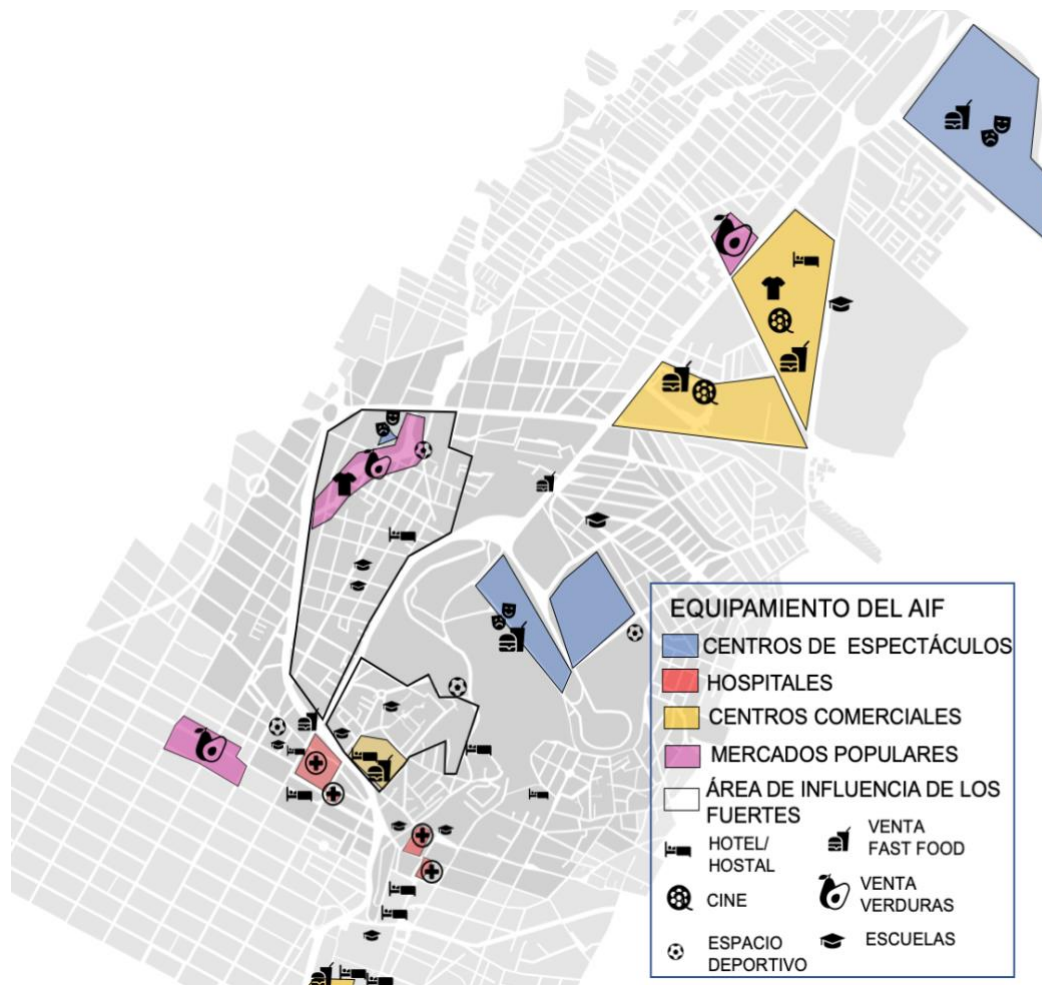 EQUIPAMIENTO DEL AIF
CENTROS DE ESPECTÁCULOS
HOSPITALES
CENTROS COMERCIALES
MERCADOS POPULARES
ÁREA DE INFLUENCIA DE LOS
FUERTES
HOTEL/
HOSTAL
VENTA
FAST FOOD
CINE
VENTA
VERDURAS
ESPACIO
DEPORTIVO
ESCUELAS